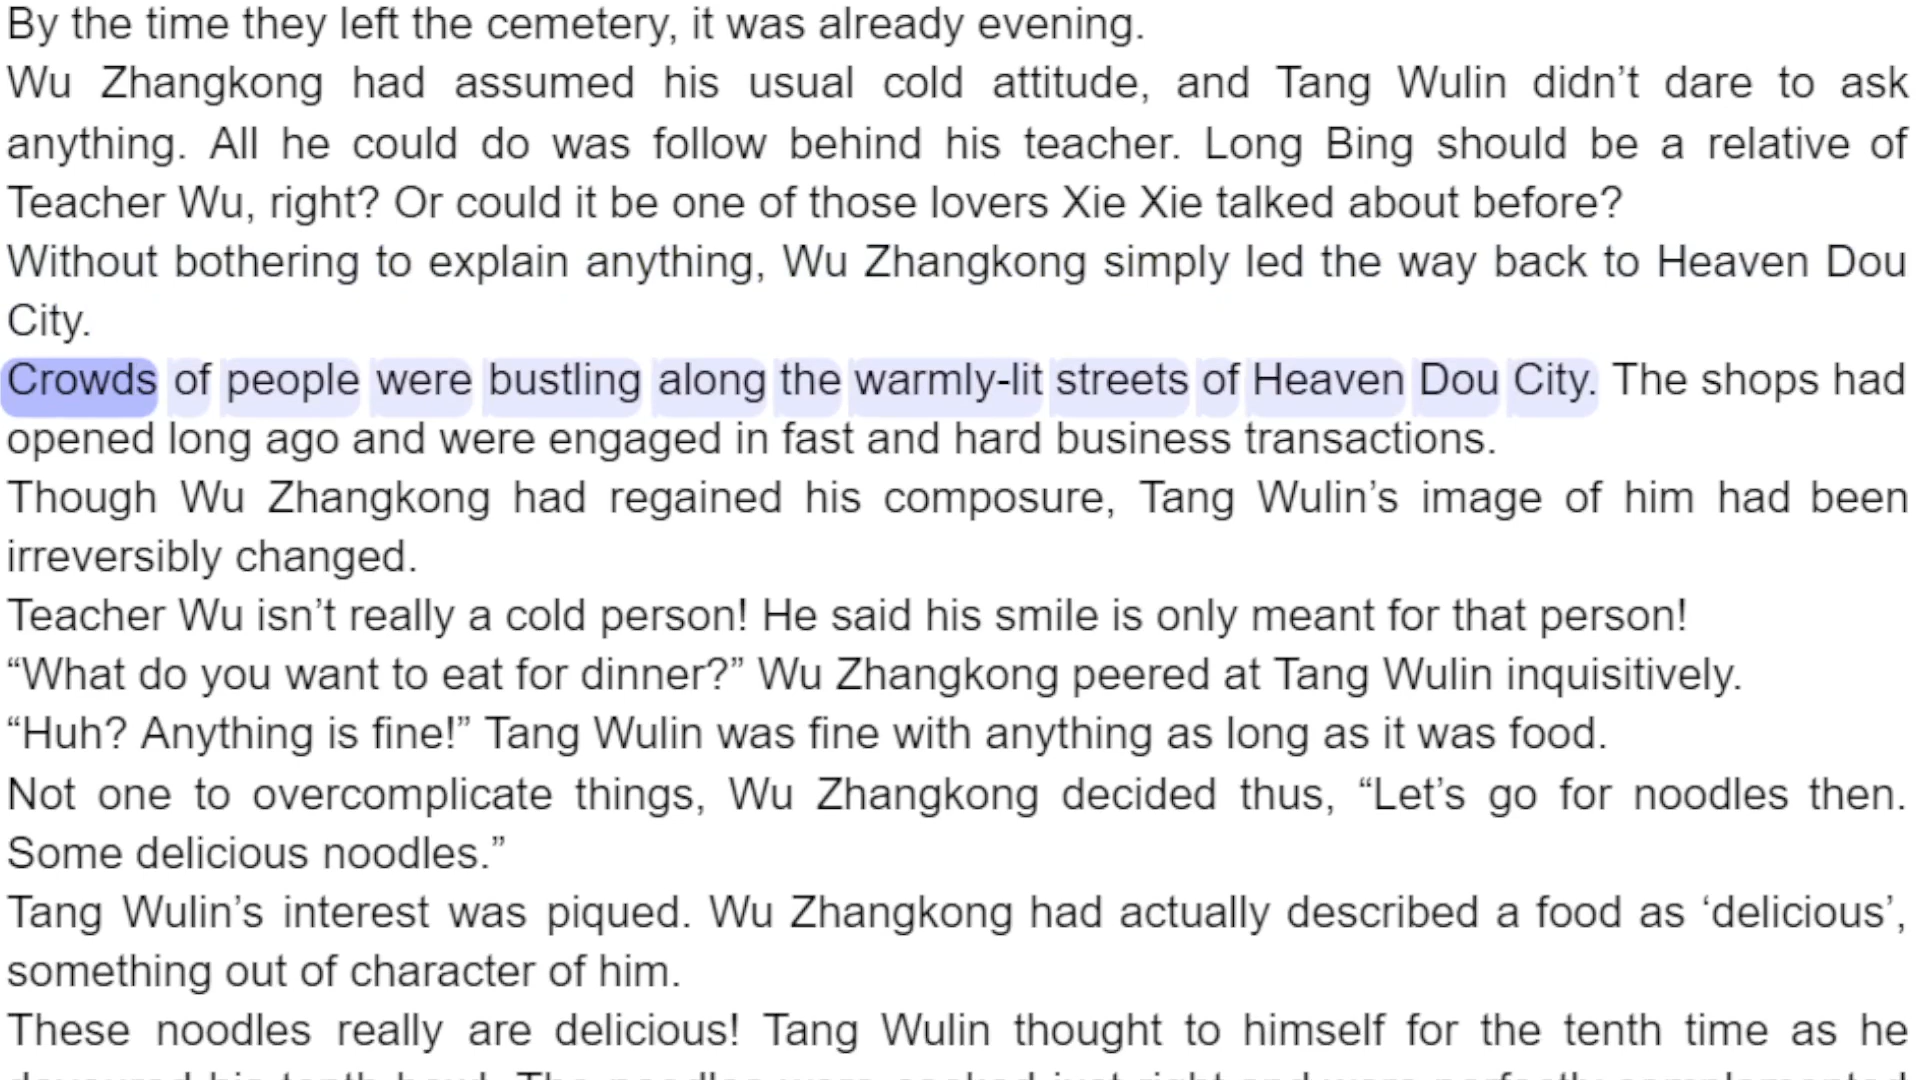 By the time they left the cemetery, it was already evening.
Wu Zhangkong had assumed his usual cold attitude, and Tang Wulin didn’t dare to ask
anything. All he could do was follow behind his teacher. Long Bing should be a relative of
Teacher Wu, right? Or could it be one of those lovers Xie Xie talked about before?
Without bothering to explain anything, Wu Zhangkong simply led the way back to Heaven Dou
City.
Crowds of people were bustling along the warmly-lit streets of Heaven Dou City. The shops had
opened long ago and were engaged in fast and hard business transactions.
Though Wu Zhangkong had regained his composure, Tang Wulin’s image of him had been
irreversibly changed.
Teacher Wu isn’t really a cold person! He said his smile is only meant for that person!
“What do you want to eat for dinner?” Wu Zhangkong peered at Tang Wulin inquisitively.
“Huh? Anything is fine!” Tang Wulin was fine with anything as long as it was food.
Not one to overcomplicate things, Wu Zhangkong decided thus, “Let’s go for noodles then.
Some delicious noodles.”
Tang Wulin’s interest was piqued. Wu Zhangkong had actually described a food as ‘delicious’,
something out of character of him.
These noodles really are delicious! Tang Wulin thought to himself for the tenth time as he